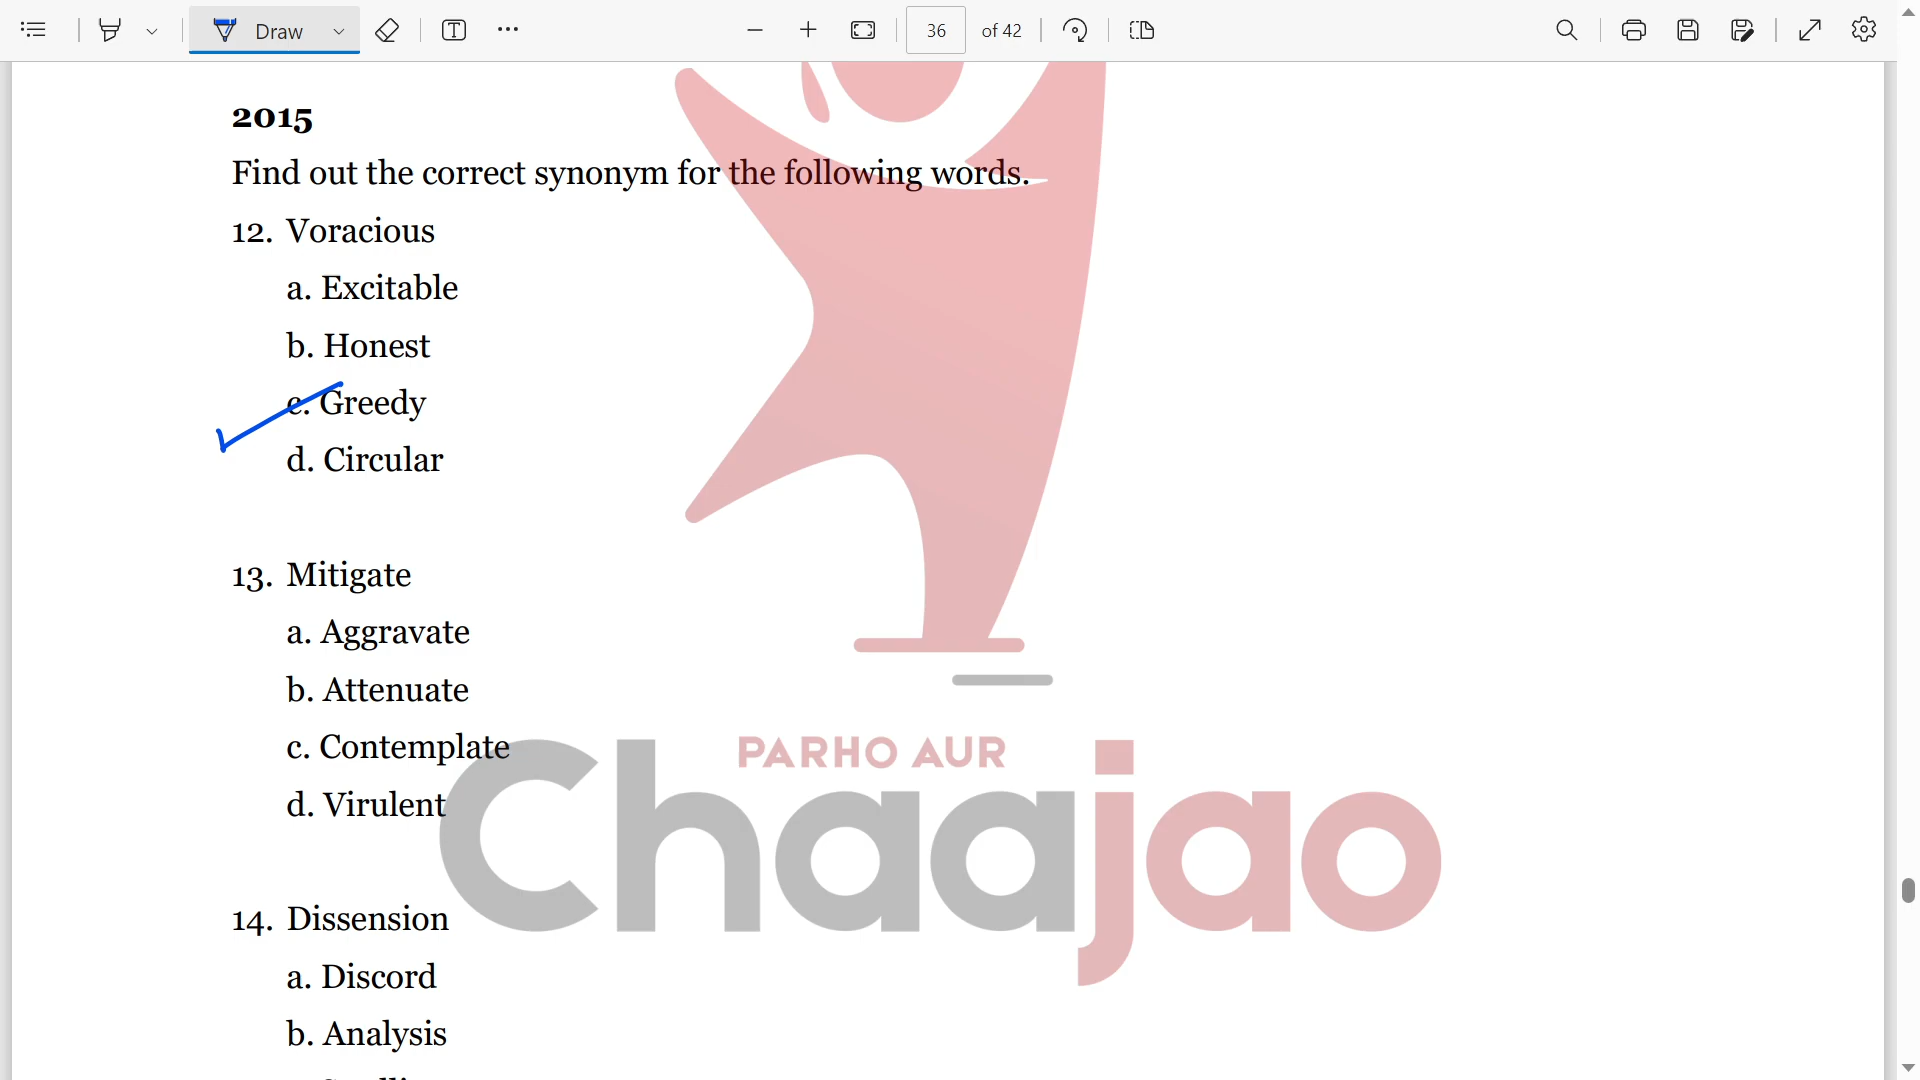 Draw
36 of 42
2015
Find out the correct synonym for the following words.
12. Voracious
a. Excitable
b. Honest
c. Greedy
d. Circular
13. Mitigate
a. Aggravate
b. Attenuate
c. Contemplate
d. Virulent
PARHO AUR
Chaajao
14. Dissension
a. Discord
b. Analysis